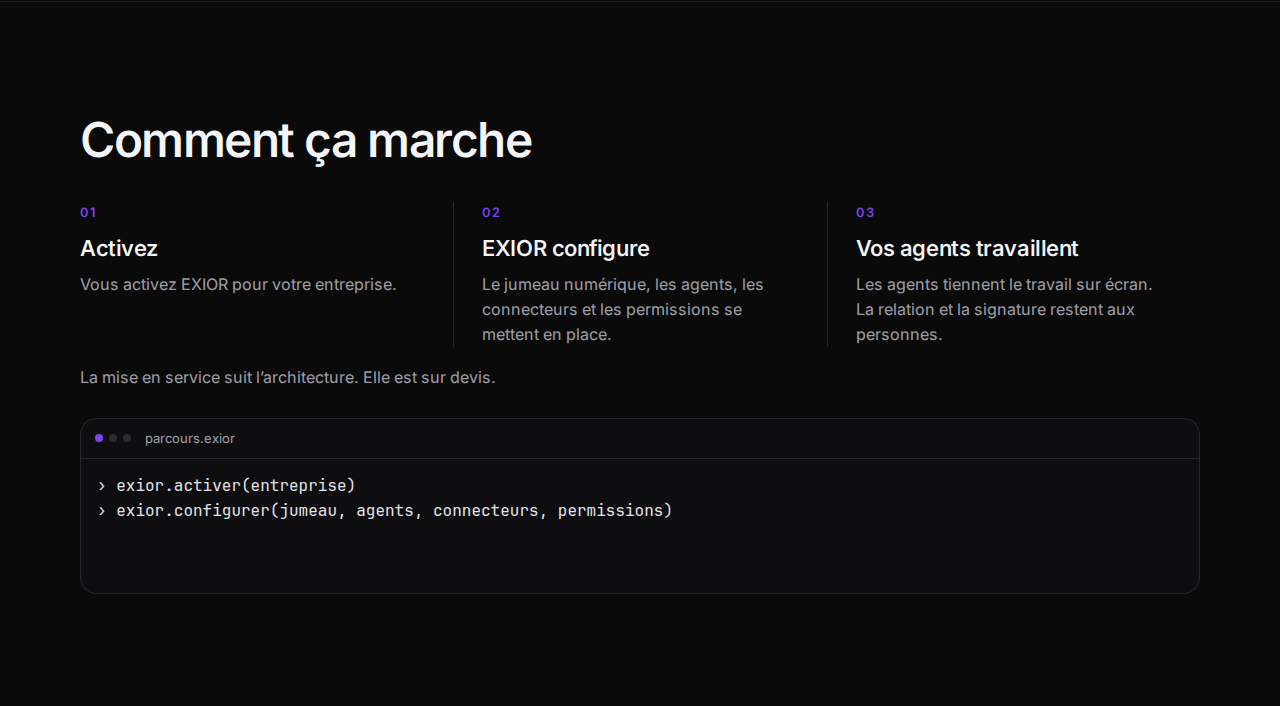 Comment ça marche
01
Activez
Vous activez EXIOR pour votre entreprise.
02
EXIOR configure
Le jumeau numérique, les agents, les
connecteurs et les permissions se
mettent en place.
03
Vos agents travaillent
Les agents tiennent le travail sur écran.
La relation et la signature restent aux
personnes.
La mise en service suit l’architecture. Elle est sur devis.
parcours.exior
› exior.activer(entreprise)
› exior.configurer(jumeau, agents, connecteurs, permissions)